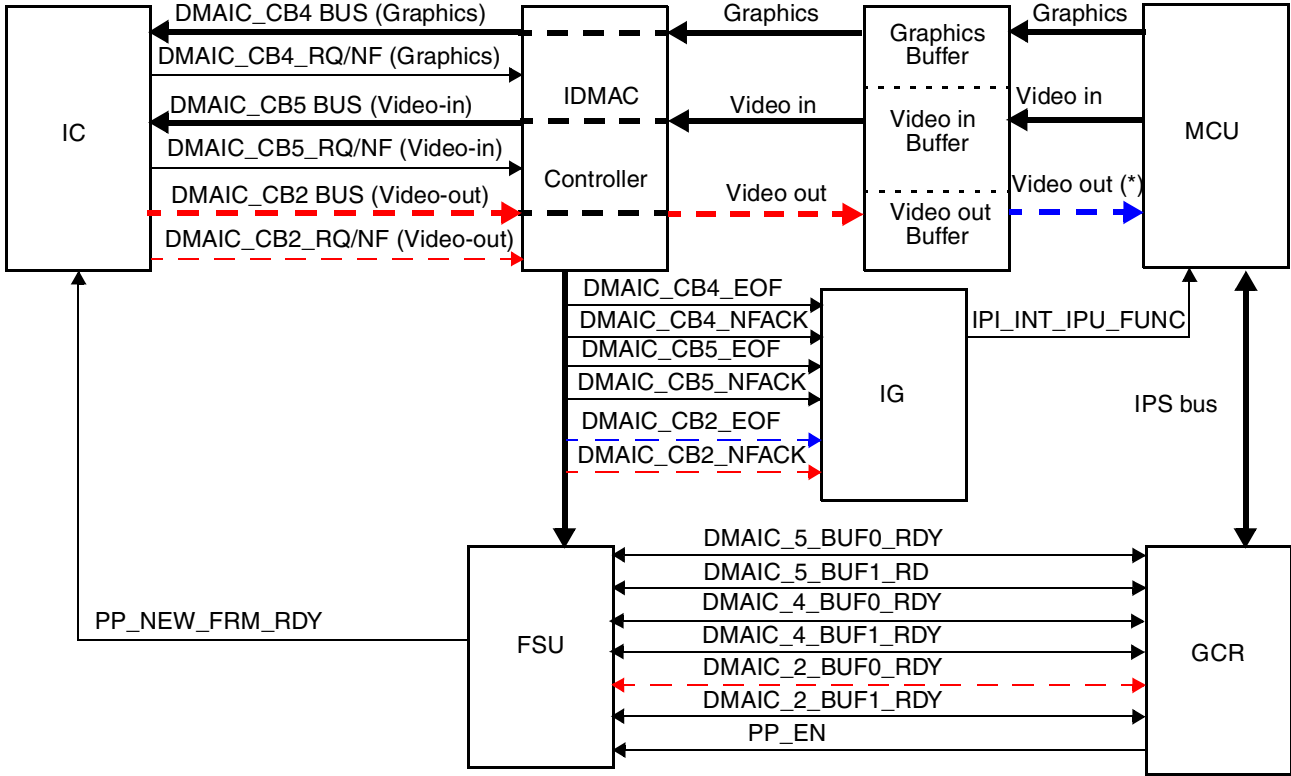 DMAIC_CB4 BUS (Graphics)
Graphics
Graphics
DMAIC_CB4_RQ/NF (Graphics)
Graphics
Buffer
IDMAC
DMAIC_CB5 BUS (Video-in)
Video in
Video in
IC
Video in
Buffer
MCU
DMAIC_CB5_RQ/NF (Video-in)
Controller
DMAIC_CB2 BUS (Video-out)
Video out
Video out (*)
Video out
Buffer
DMAIC_CB2_RQ/NF (Video-out)
DMAIC_CB4_EOF
DMAIC_CB4_NFACK
IPI_INT_IPU_FUNC
DMAIC_CB5_EOF
DMAIC_CB5_NFACK
IG
IPS bus
DMAIC_CB2_EOF
DMAIC_CB2_NFACK
DMAIC_5_BUF0_RDY
DMAIC_5_BUF1_RD
DMAIC_4_BUF0_RDY
PP_NEW_FRM_RDY
DMAIC_4_BUF1_RDY
FSU
GCR
DMAIC_2_BUF0_RDY
DMAIC_2_BUF1_RDY
PP_EN